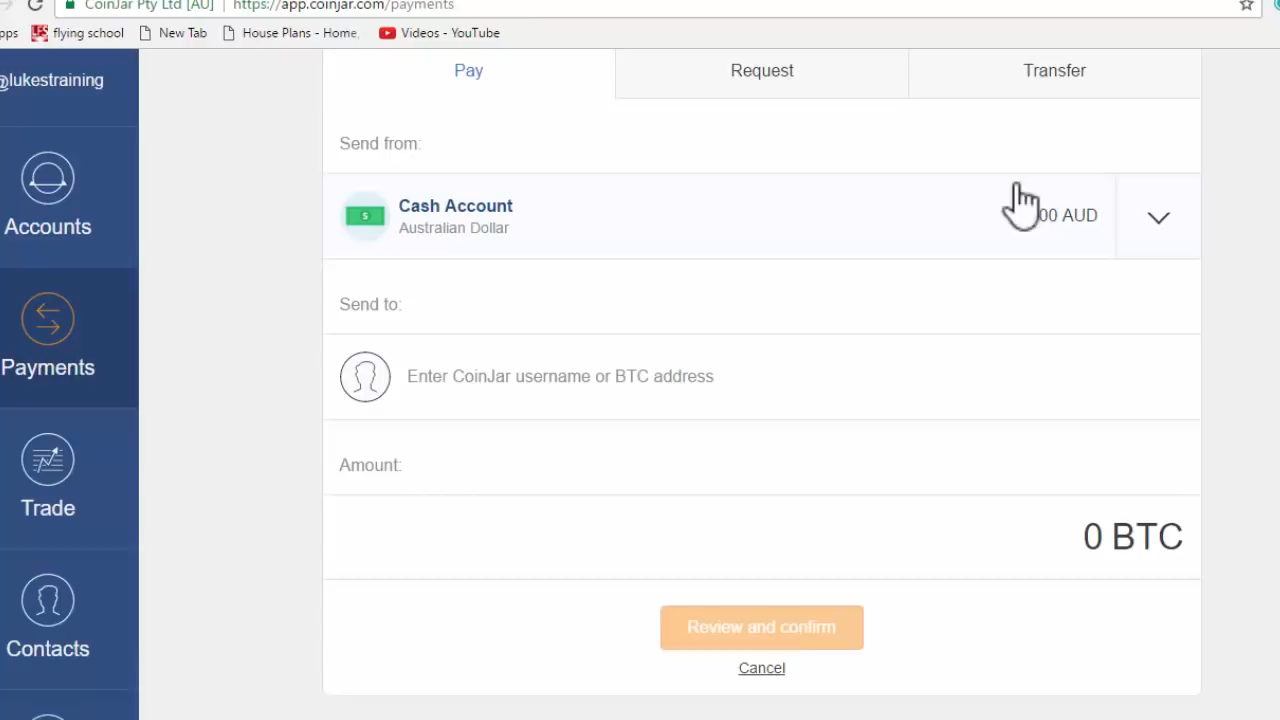 CoinJar Pty Ltd [AU] | https://app.coinjar.com/payments
flying school New Tab House Plans - Home, Videos - YouTube
@lukestraining
Accounts
Payments
Trade
Contacts
Pay Request Transfer
Send from:
Cash Account
Australian Dollar
00 AUD
Send to:
Enter CoinJar username or BTC address
Amount:
0 BTC
Review and confirm
Cancel